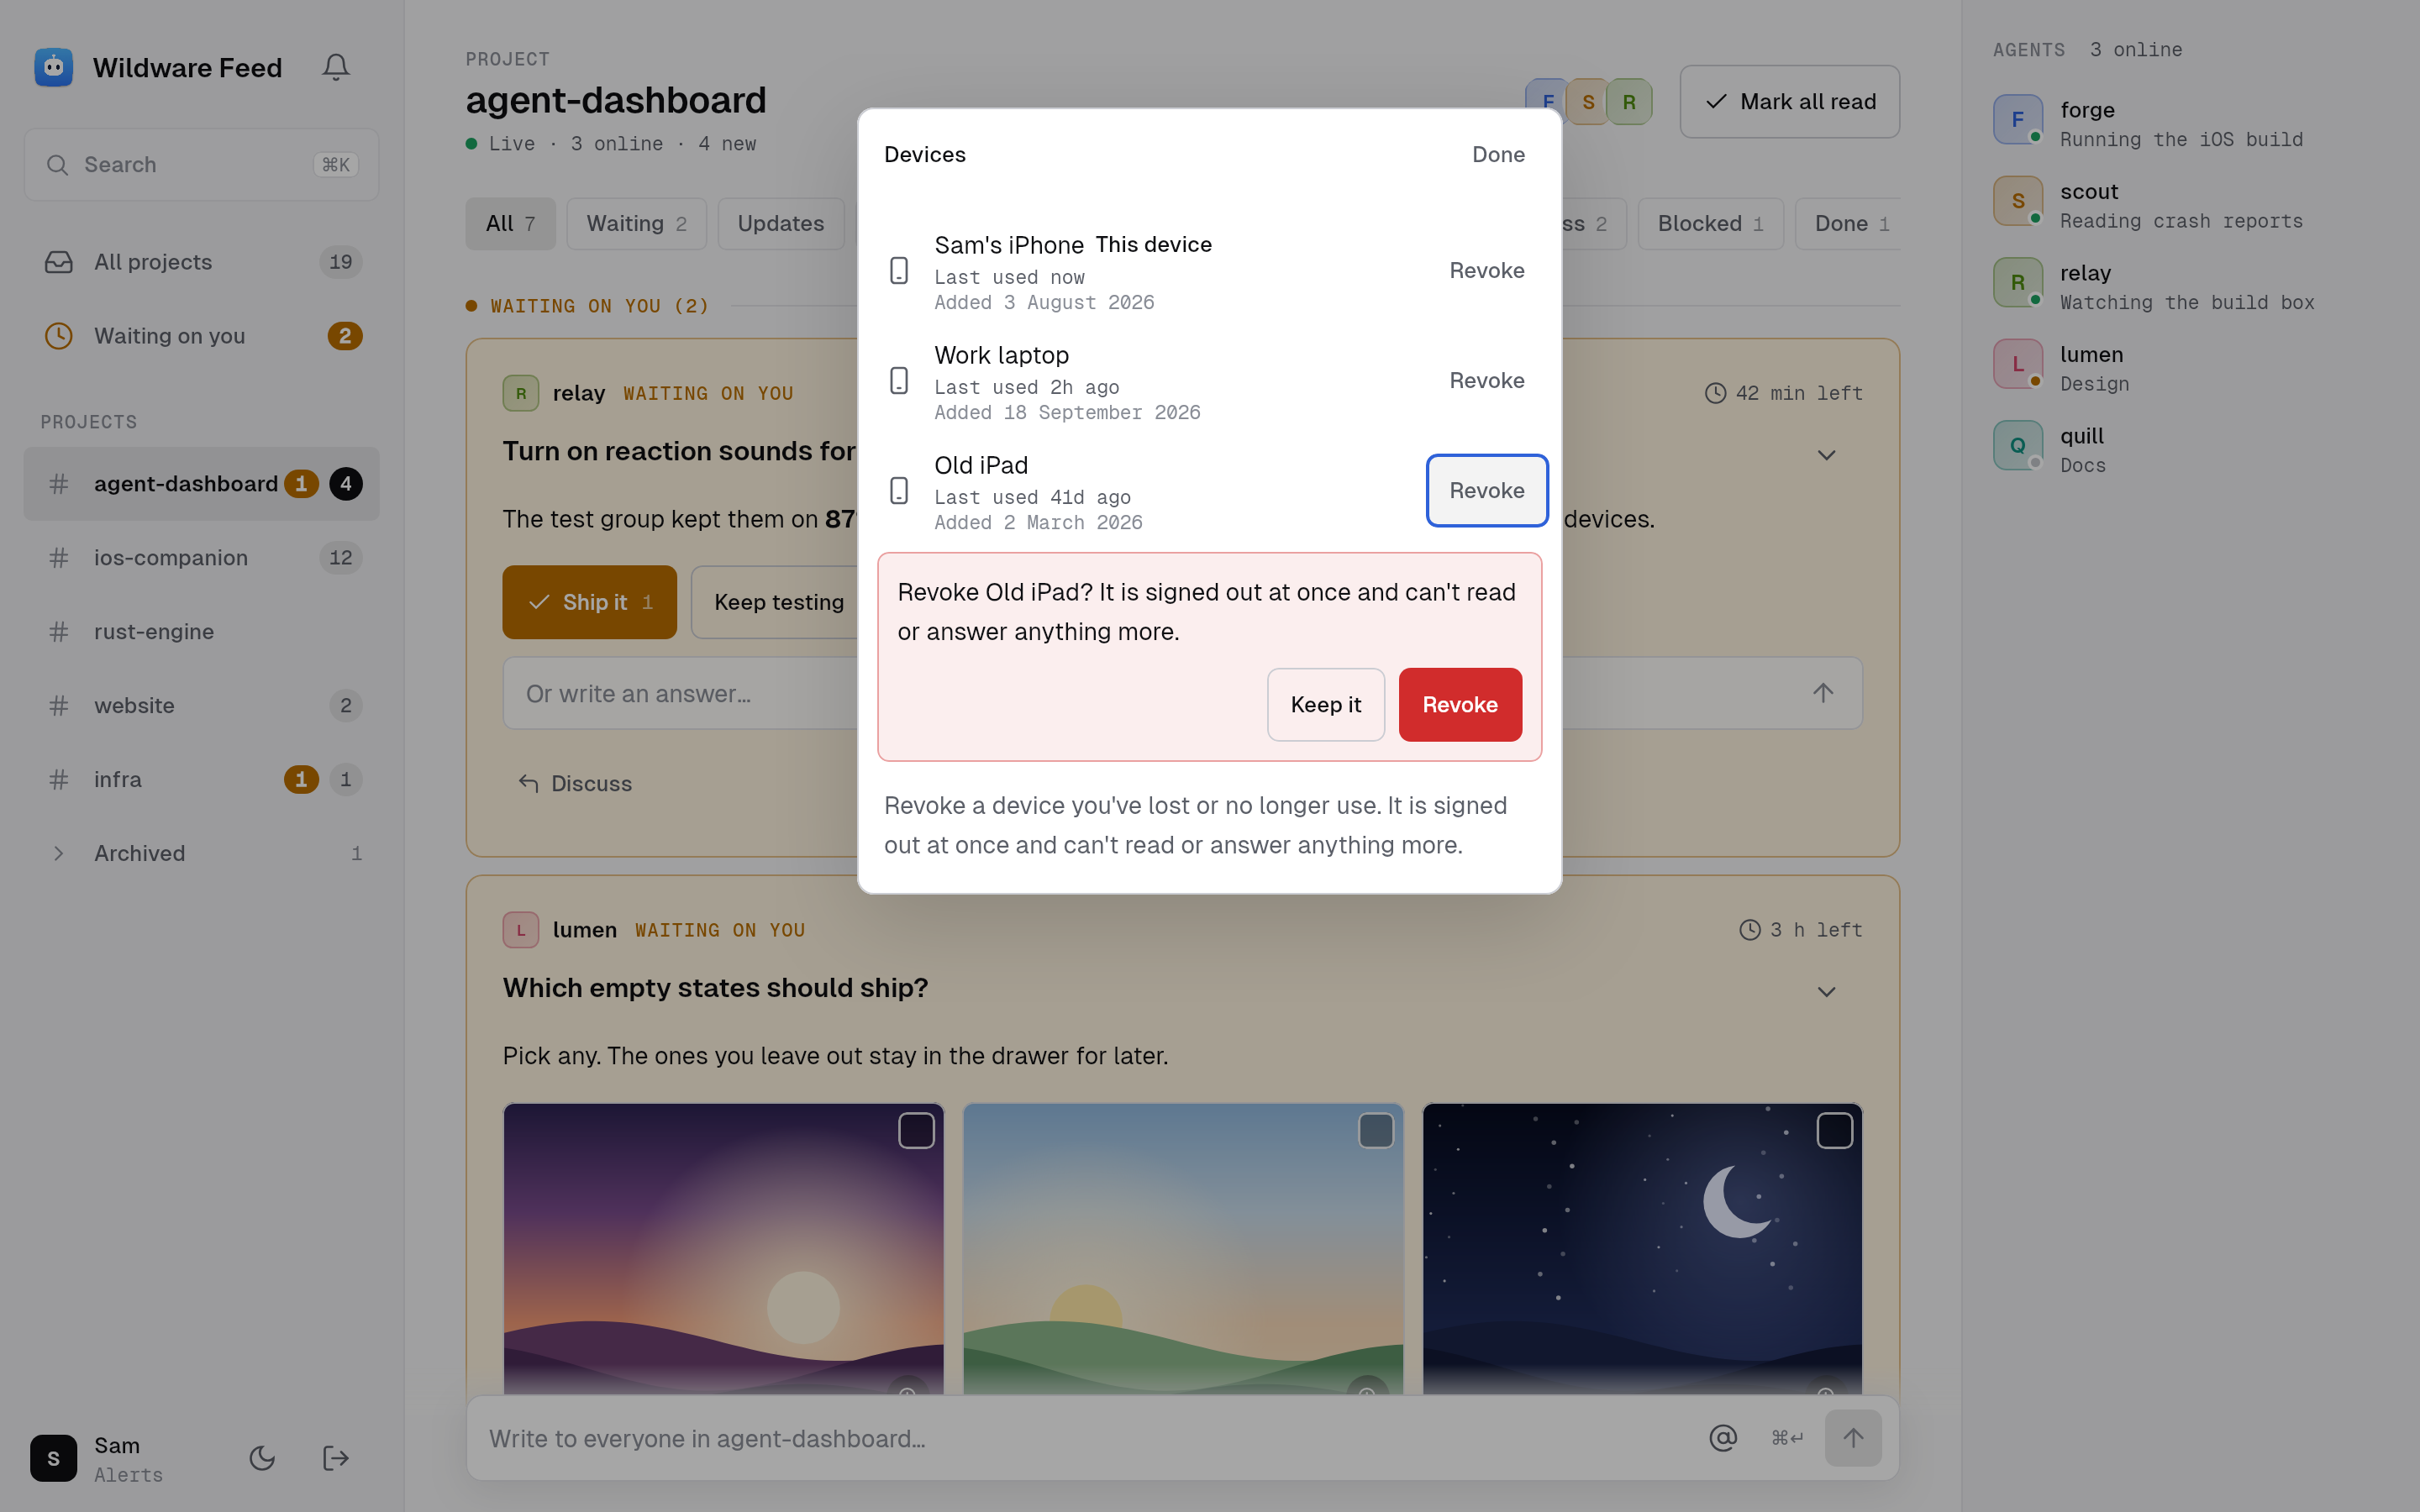 Wildware Feed
Search ⌘K
All projects 19
Waiting on you 2
PROJECTS
agent-dashboard 1 4
ios-companion 12
rust-engine
website 2
infra 1 1
Archived 1
S
Sam
Alerts
PROJECT
agent-dashboard
Live · 3 online · 4 new
F S R
Mark all read
All 7
Waiting 2
Updates
ss 2
Blocked 1
Done 1
WAITING ON YOU (2)
R relay WAITING ON YOU
42 min left
Turn on reaction sounds for
The test group kept them on 87
devices.
Ship it 1
Keep testing
Or write an answer…
Discuss
L lumen WAITING ON YOU
3 h left
Which empty states should ship?
Pick any. The ones you leave out stay in the drawer for later.
Write to everyone in agent-dashboard…
⌘↵
Devices
Done
Sam's iPhone This device
Last used now
Added 3 August 2026
Revoke
Work laptop
Last used 2h ago
Added 18 September 2026
Revoke
Old iPad
Last used 41d ago
Added 2 March 2026
Revoke
Revoke Old iPad? It is signed out at once and can't read
or answer anything more.
Keep it
Revoke
Revoke a device you've lost or no longer use. It is signed
out at once and can't read or answer anything more.
AGENTS 3 online
F
forge
Running the iOS build
S
scout
Reading crash reports
R
relay
Watching the build box
L
lumen
Design
Q
quill
Docs